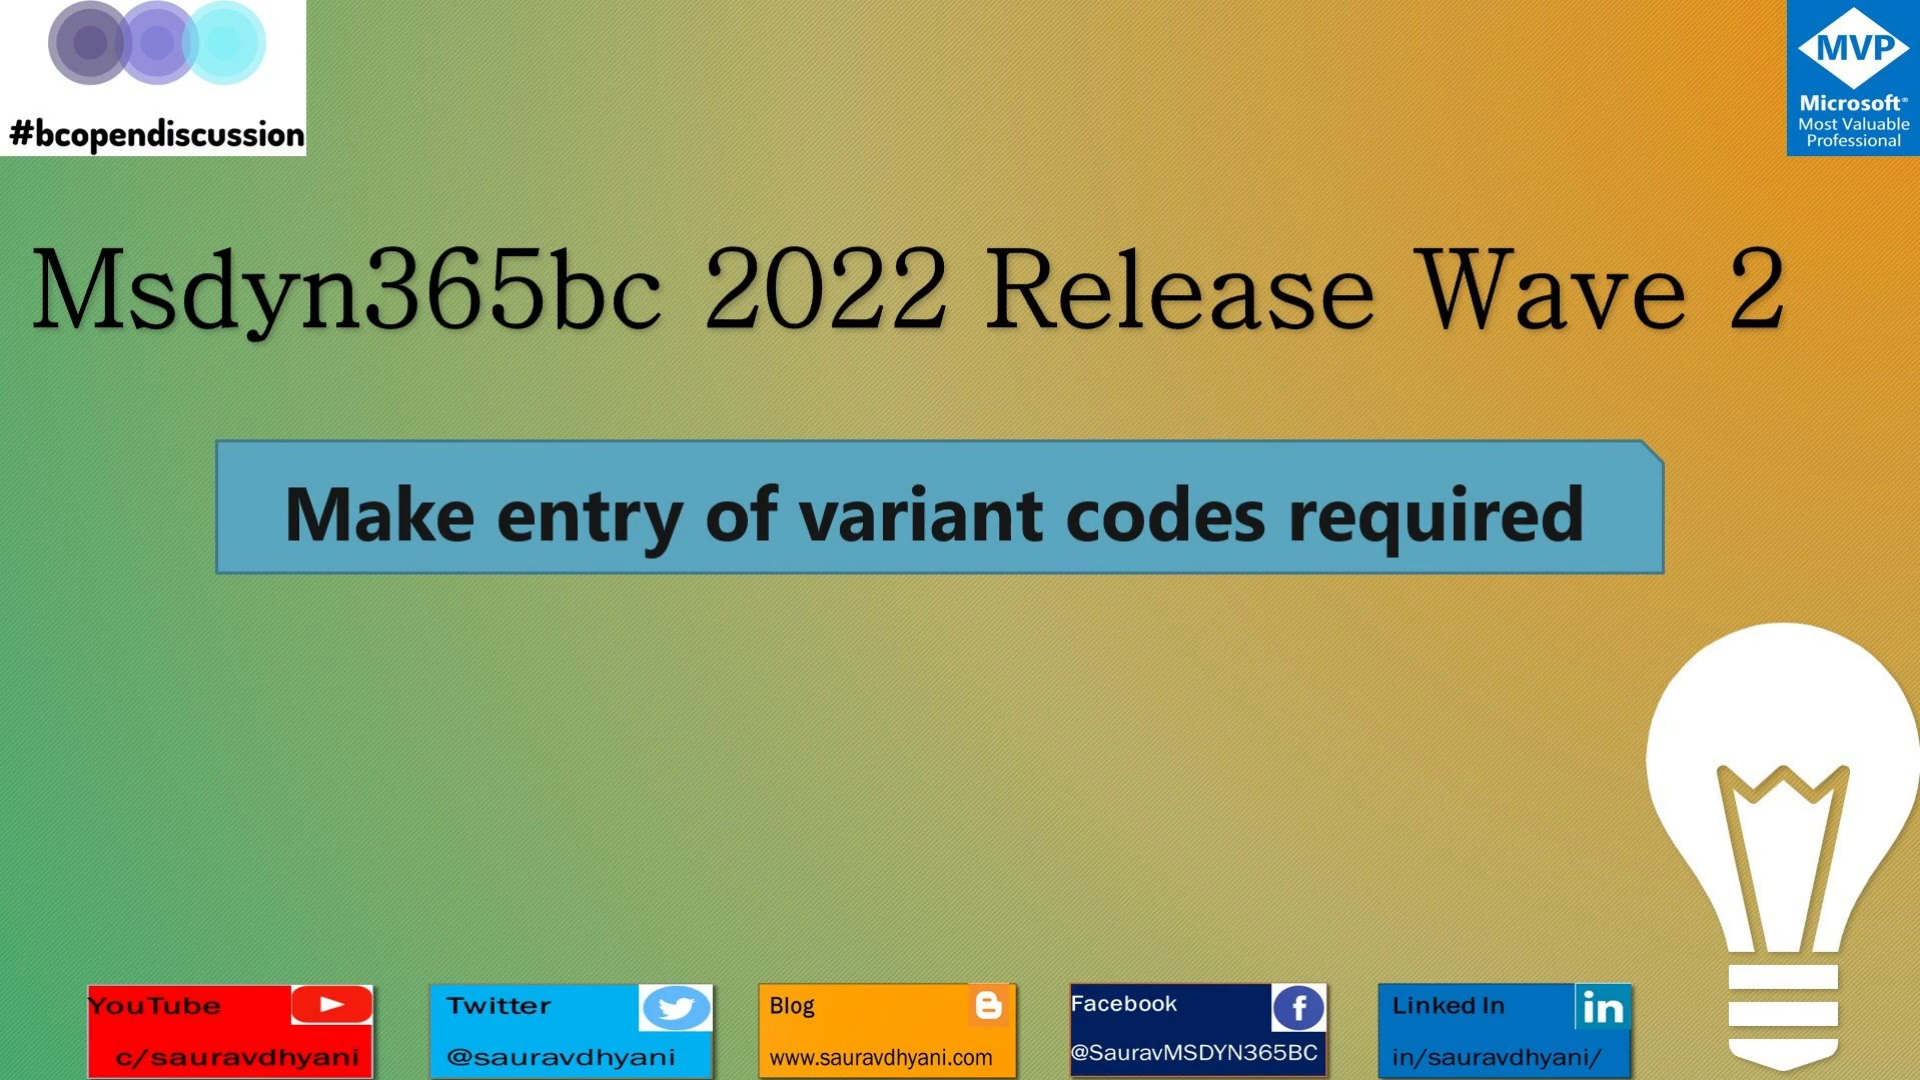 #bcopendiscussion
MVP
Microsoft®
Most Valuable
Professional
Msdyn365bc 2022 Release Wave 2
Make entry of variant codes required
YouTube
c/sauravdhyani
Twitter
@sauravdhyani
Blog
www.sauravdhyani.com
Facebook
@SauravMSDYN365BC
Linked In
in
in/sauravdhyani/